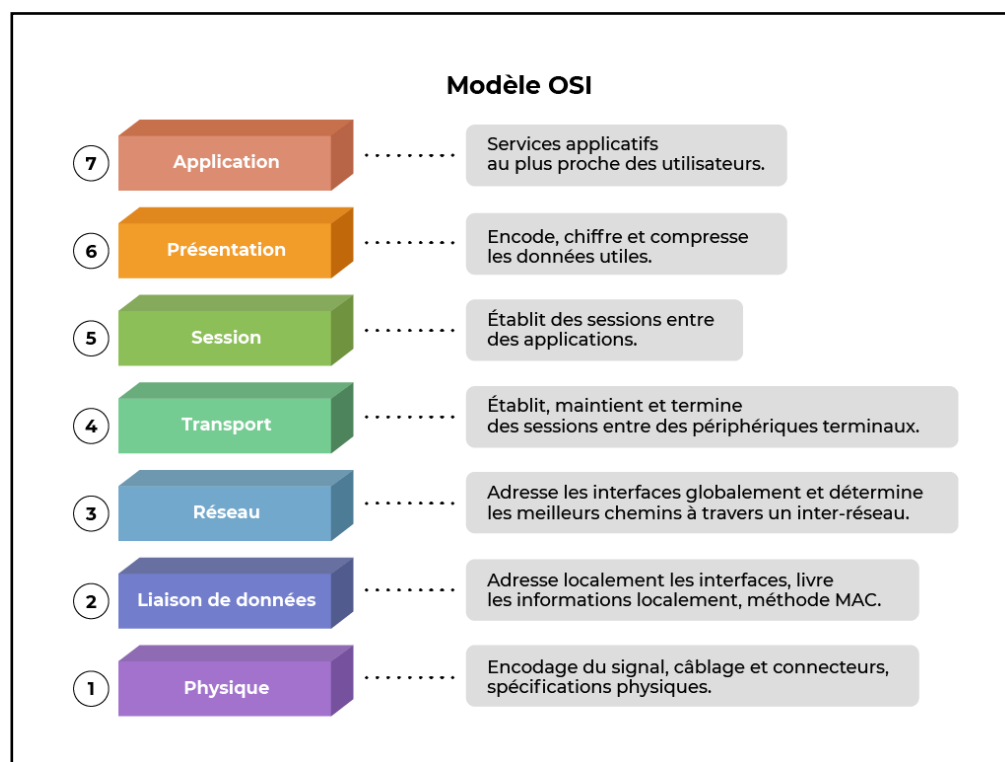 Modèle OSI
7
Application
Services applicatifs
au plus proche des utilisateurs.
6
Présentation
Encode, chiffre et compresse
les données utiles.
5
Session
Établit des sessions entre
des applications.
4
Transport
Établit, maintient et termine
des sessions entre des périphériques terminaux.
3
Réseau
Adresse les interfaces globalement et détermine
les meilleurs chemins à travers un inter-réseau.
2
Liaison de données
Adresse localement les interfaces, livre
les informations localement, méthode MAC.
1
Physique
Encodage du signal, câblage et connecteurs,
spécifications physiques.